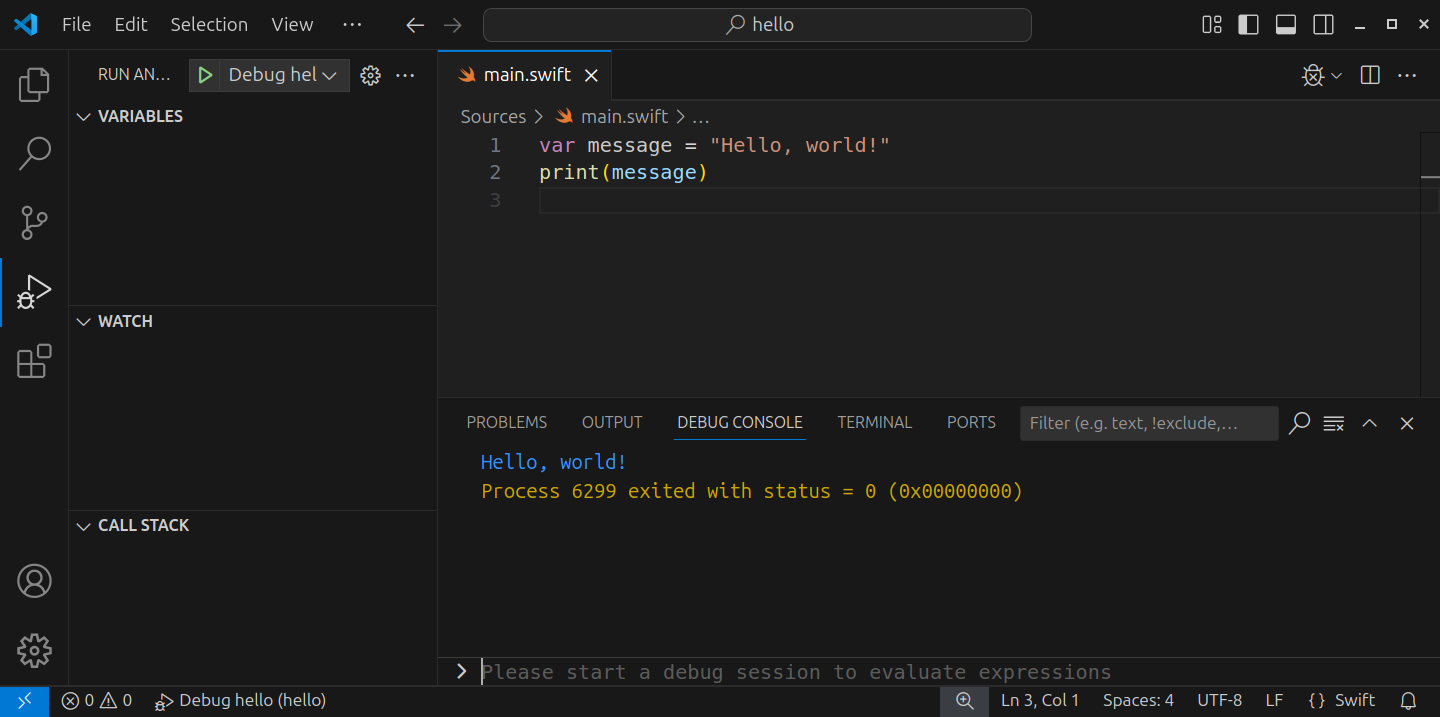 File Edit Selection View ··· hello
RUN AN... Debug hel
VARIABLES
WATCH
CALL STACK
main.swift
Sources > main.swift > ...
1 var message = "Hello, world!"
2 print(message)
3
PROBLEMS OUTPUT DEBUG CONSOLE TERMINAL PORTS Filter (e.g. text, !exclude,...
Hello, world!
Process 6299 exited with status = 0 (0x00000000)
> Please start a debug session to evaluate expressions
0 0 Debug hello (hello) Ln 3, Col 1 Spaces: 4 UTF-8 LF {} Swift